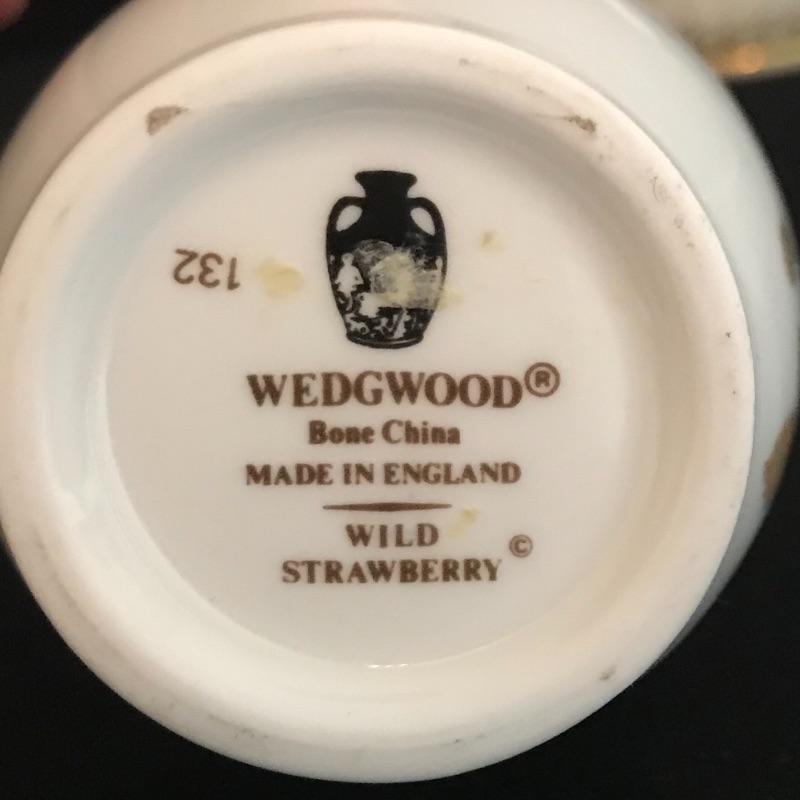 132
WEDGWOOD®
Bone China
MADE IN ENGLAND
WILD
STRAWBERRY ©